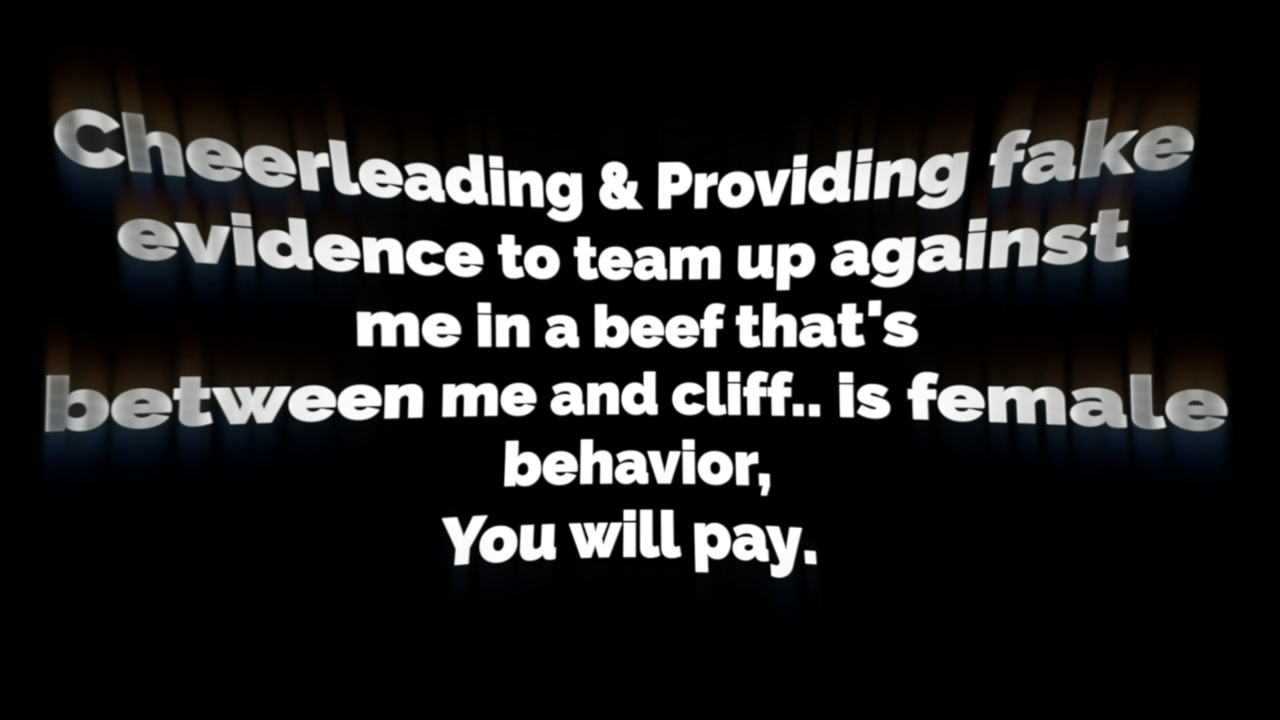 Cheerleading & Providing fake
evidence to team up against
me in a beef that's
between me and cliff.. is female
behavior,
You will pay.